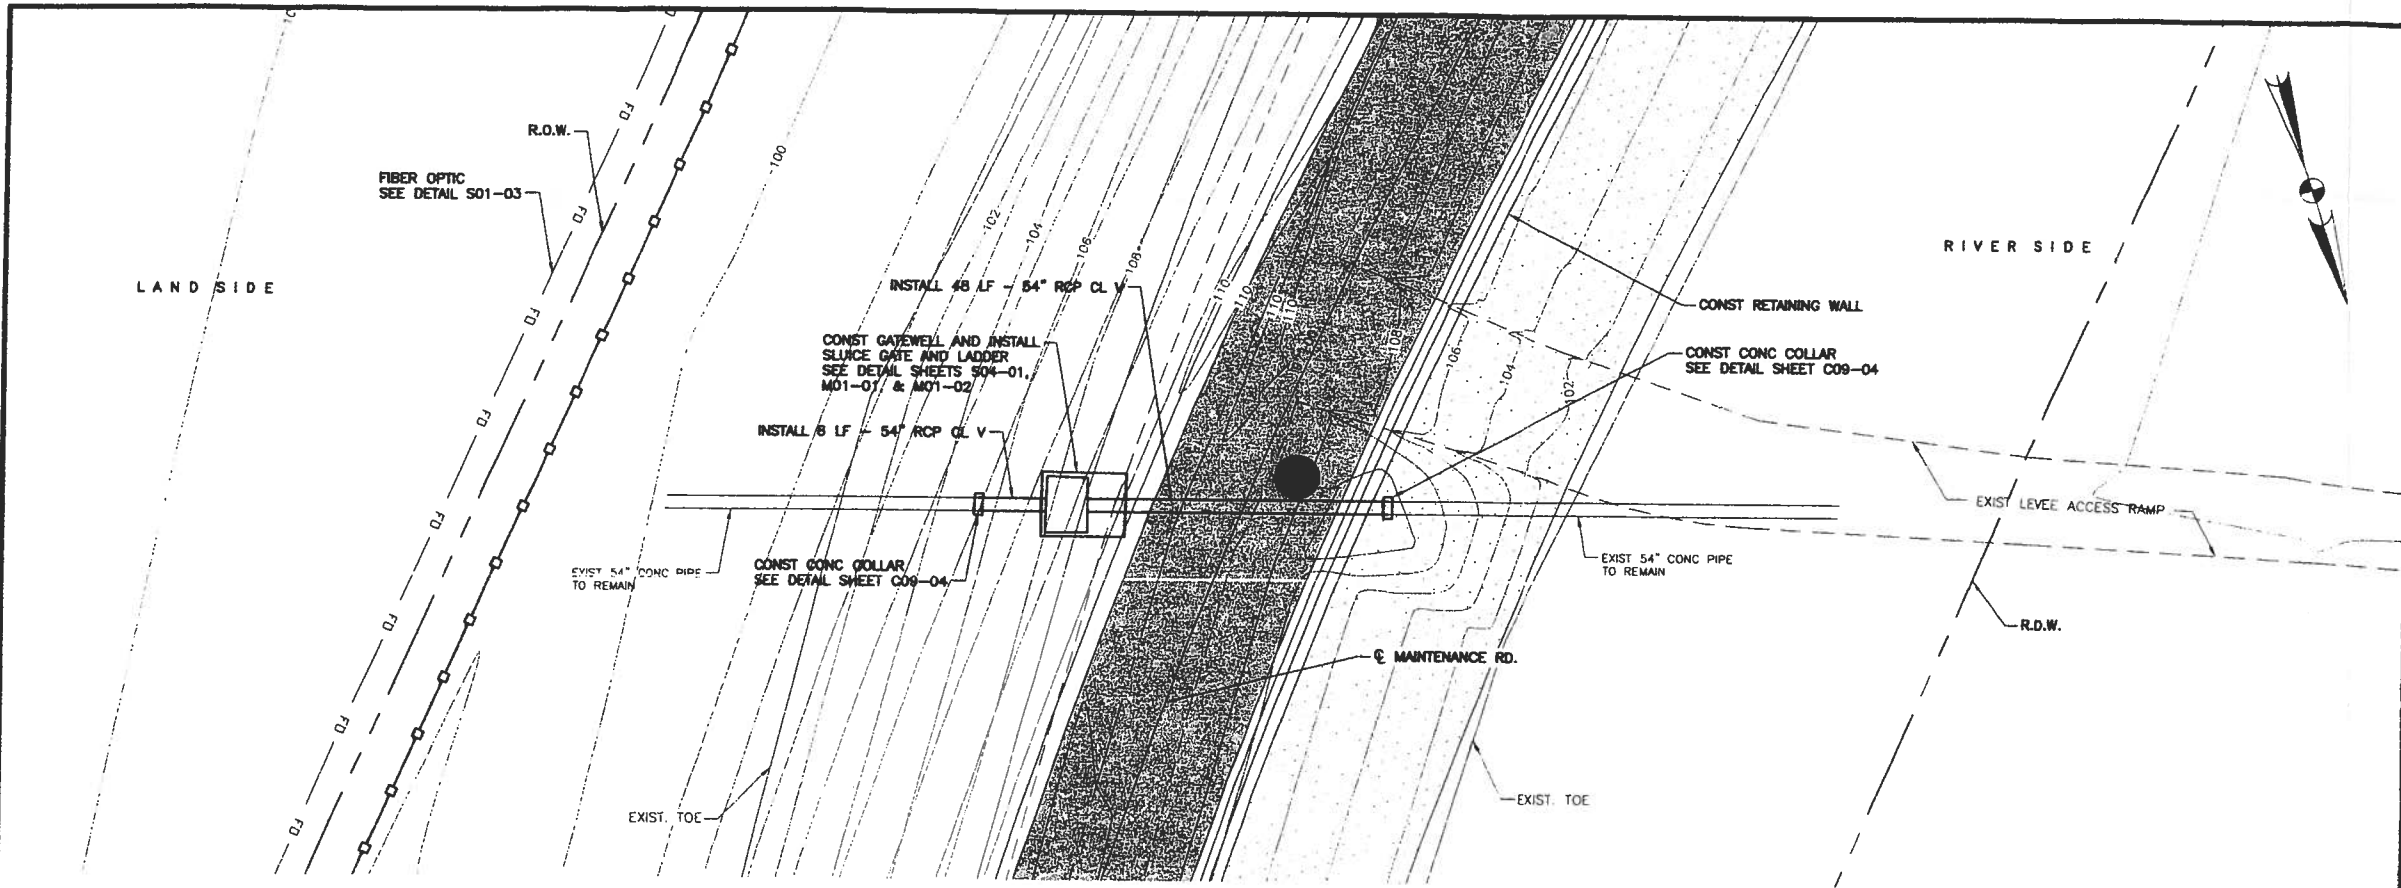 R.O.W.
FIBER OPTIC
SEE DETAIL S01-03
LAND SIDE
FO
FO
FO
FO
FO
FO
FO
FO
100
102
104
106
108
110
110
110
110
108
106
104
102
INSTALL 48 LF - 54" RCP CL V
CONST GATEWELL AND INSTALL
SLUICE GATE AND LADDER
SEE DETAIL SHEETS S04-01,
M01-01, & M01-02
INSTALL 8 LF - 54" RCP CL V
EXIST 54" CONC PIPE
TO REMAIN
CONST CONC COLLAR
SEE DETAIL SHEET C09-04
EXIST. TOE
RIVER SIDE
CONST RETAINING WALL
CONST CONC COLLAR
SEE DETAIL SHEET C09-04
EXIST LEVEE ACCESS RAMP
EXIST 54" CONC PIPE
TO REMAIN
R.O.W.
℄ MAINTENANCE RD.
EXIST. TOE